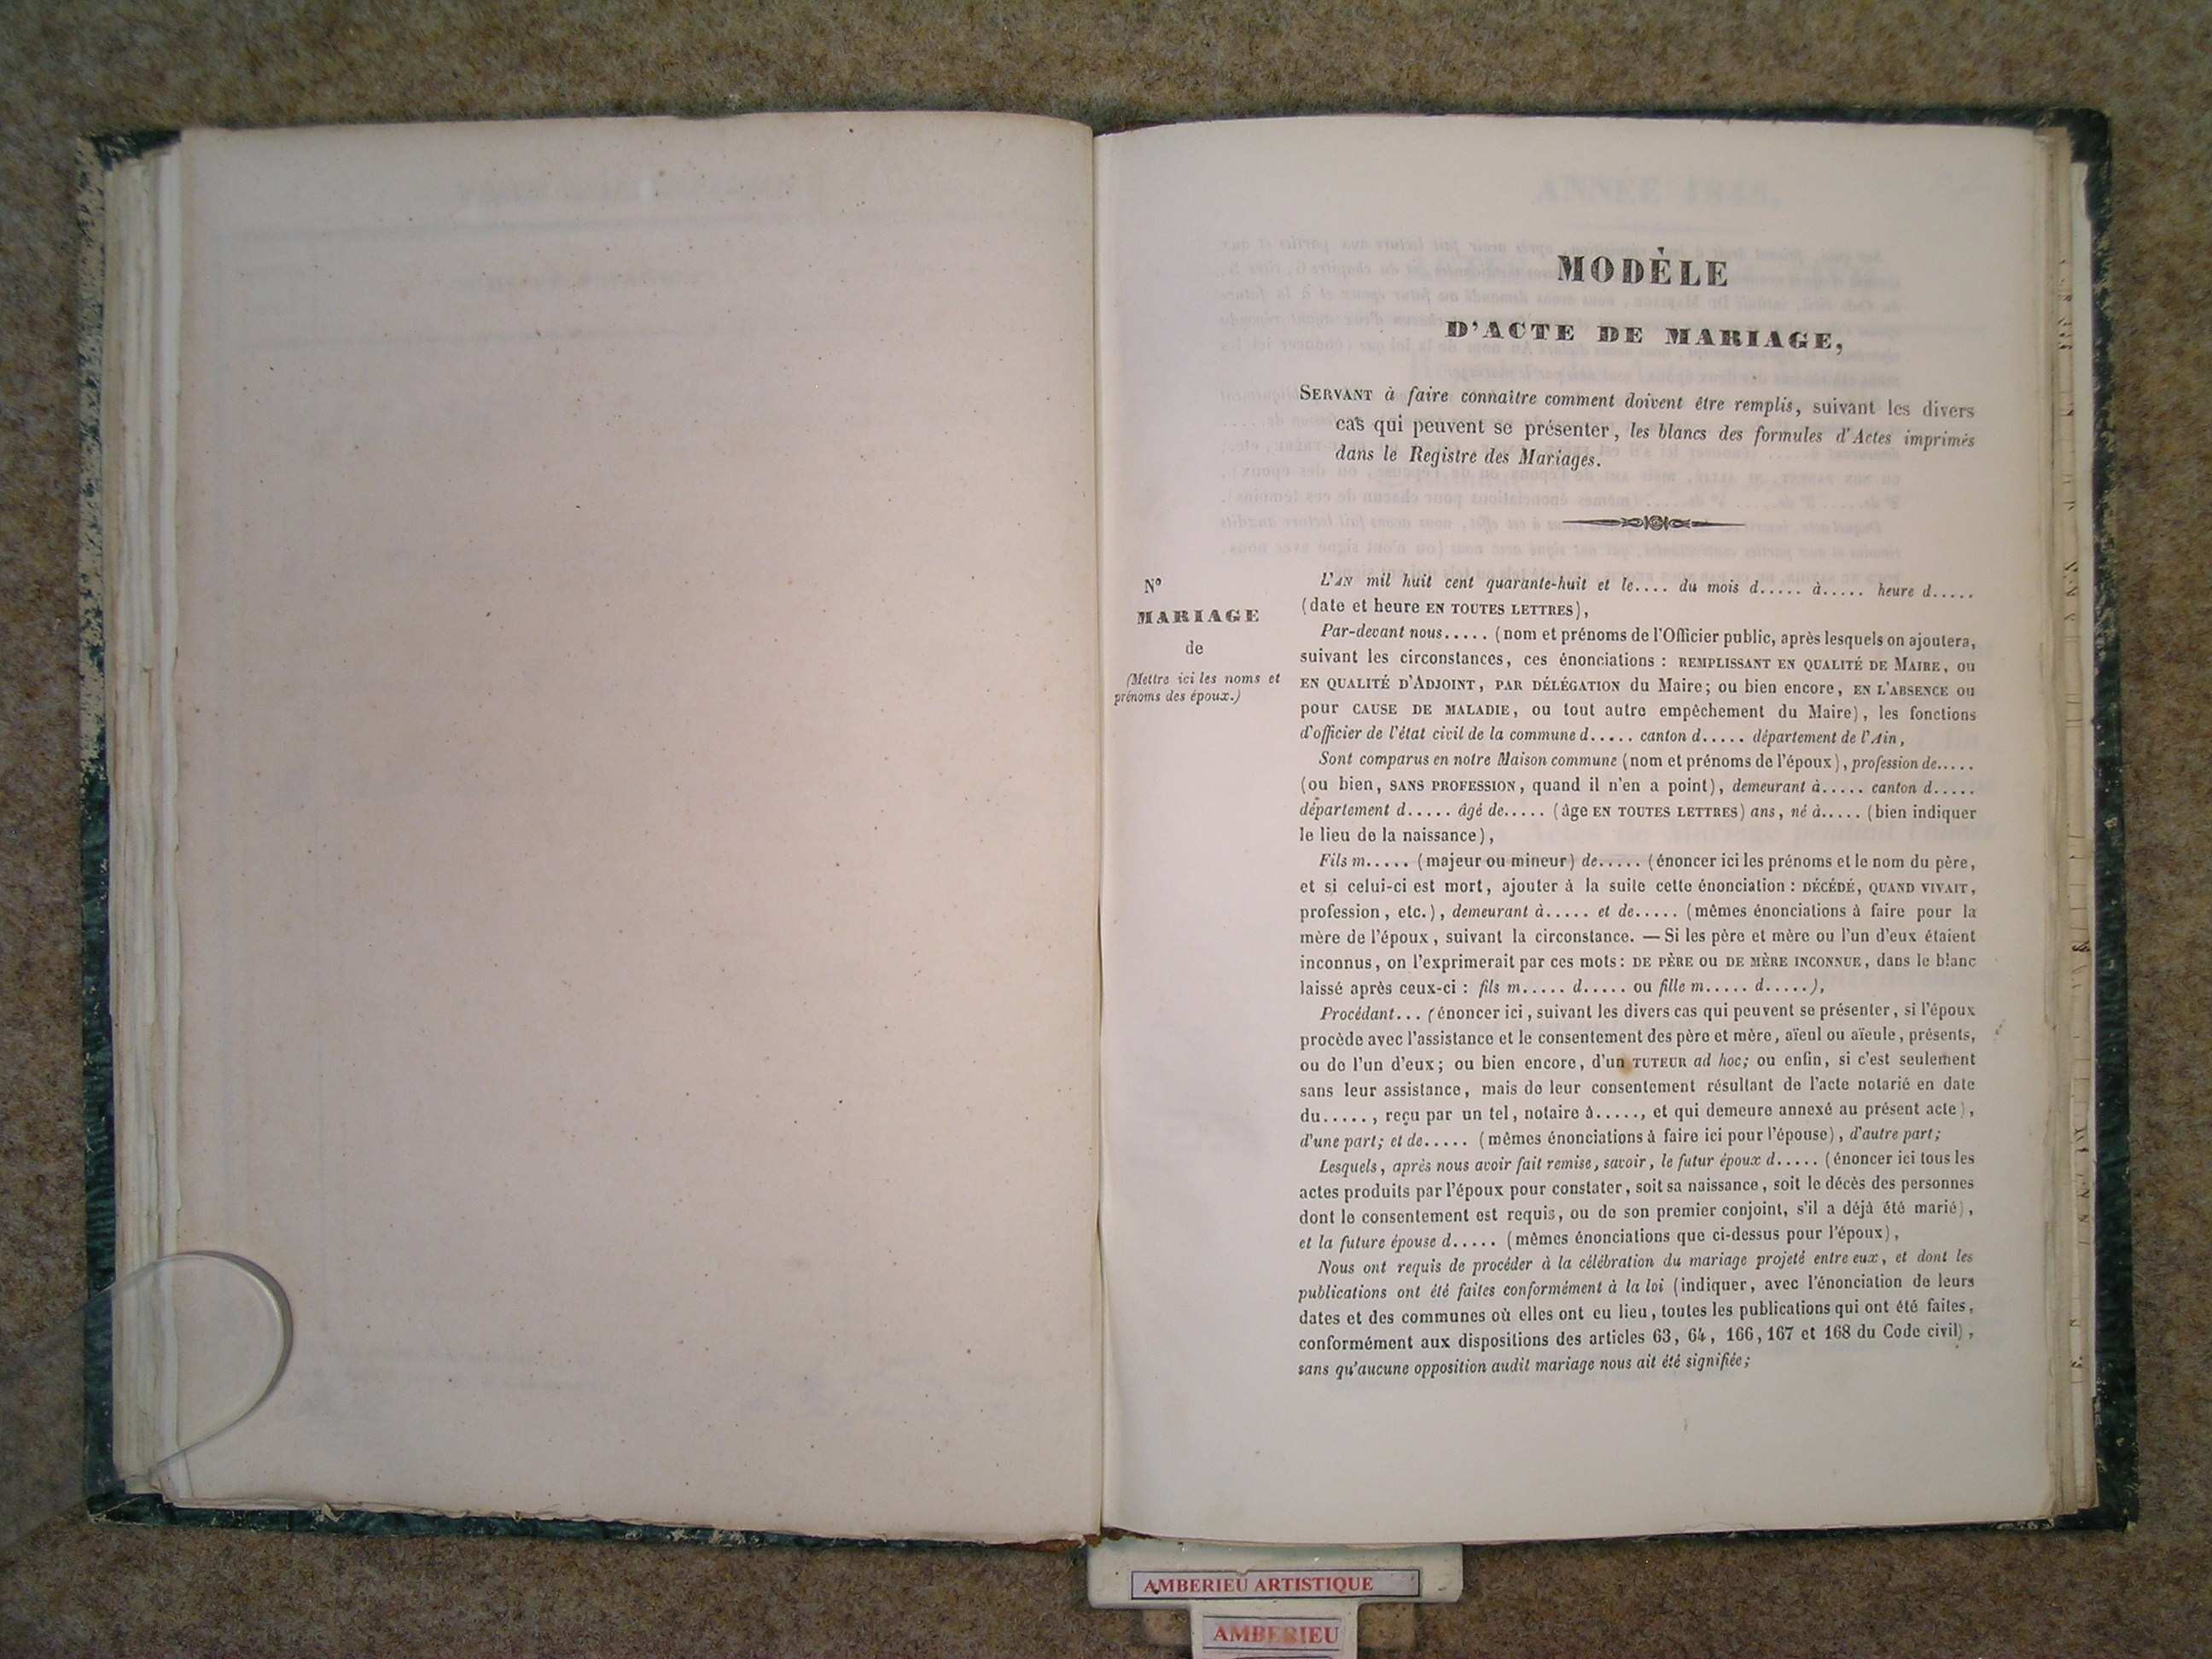 MODÈLE
D'ACTE DE MARIAGE,
SERVANT à faire connaître comment doivent être remplis, suivant les divers
cas qui peuvent se présenter, les blancs des formules d'Actes imprimés
dans le Registre des Mariages.
N°
MARIAGE
de
(Mettre ici les noms et
prénoms des époux.)
L'AN mil huit cent quarante-huit et le.... du mois d..... à..... heure d.....
(date et heure EN TOUTES LETTRES),
Par-devant nous..... (nom et prénoms de l'Officier public, après lesquels on ajoutera,
suivant les circonstances, ces énonciations : REMPLISSANT EN QUALITÉ DE MAIRE, ou
EN QUALITÉ D'ADJOINT, PAR DÉLÉGATION du Maire; ou bien encore, EN L'ABSENCE ou
pour CAUSE DE MALADIE, ou tout autre empêchement du Maire), les fonctions
d'officier de l'état civil de la commune d..... canton d..... département de l'Ain,
Sont comparus en notre Maison commune (nom et prénoms de l'époux), profession de.....
(ou bien, SANS PROFESSION, quand il n'en a point), demeurant à..... canton d.....
département d..... âgé de..... (âge EN TOUTES LETTRES) ans, né à..... (bien indiquer
le lieu de la naissance),
Fils m..... (majeur ou mineur) de..... (énoncer ici les prénoms et le nom du père,
et si celui-ci est mort, ajouter à la suite cette énonciation : DÉCÉDÉ, QUAND VIVAIT,
profession, etc.), demeurant à..... et de..... (mêmes énonciations à faire pour la
mère de l'époux, suivant la circonstance. — Si les père et mère ou l'un d'eux étaient
inconnus, on l'exprimerait par ces mots : DE PÈRE ou DE MÈRE INCONNUE, dans le blanc
laissé après ceux-ci : fils m..... d..... ou fille m..... d.....),
Procédant... (énoncer ici, suivant les divers cas qui peuvent se présenter, si l'époux
procède avec l'assistance et le consentement des père et mère, aïeul ou aïeule, présents,
ou de l'un d'eux; ou bien encore, d'un TUTEUR ad hoc; ou enfin, si c'est seulement
sans leur assistance, mais de leur consentement résultant de l'acte notarié en date
du....., reçu par un tel, notaire à....., et qui demeure annexé au présent acte),
d'une part; et de..... (mêmes énonciations à faire ici pour l'épouse), d'autre part;
Lesquels, après nous avoir fait remise, savoir, le futur époux d..... (énoncer ici tous les
actes produits par l'époux pour constater, soit sa naissance, soit le décès des personnes
dont le consentement est requis, ou de son premier conjoint, s'il a déjà été marié),
et la future épouse d..... (mêmes énonciations que ci-dessus pour l'époux),
Nous ont requis de procéder à la célébration du mariage projeté entre eux, et dont les
publications ont été faites conformément à la loi (indiquer, avec l'énonciation de leurs
dates et des communes où elles ont eu lieu, toutes les publications qui ont été faites,
conformément aux dispositions des articles 63, 64, 166, 167 et 168 du Code civil),
sans qu'aucune opposition audit mariage nous ait été signifiée;
AMBERIEU ARTISTIQUE
AMBERIEU